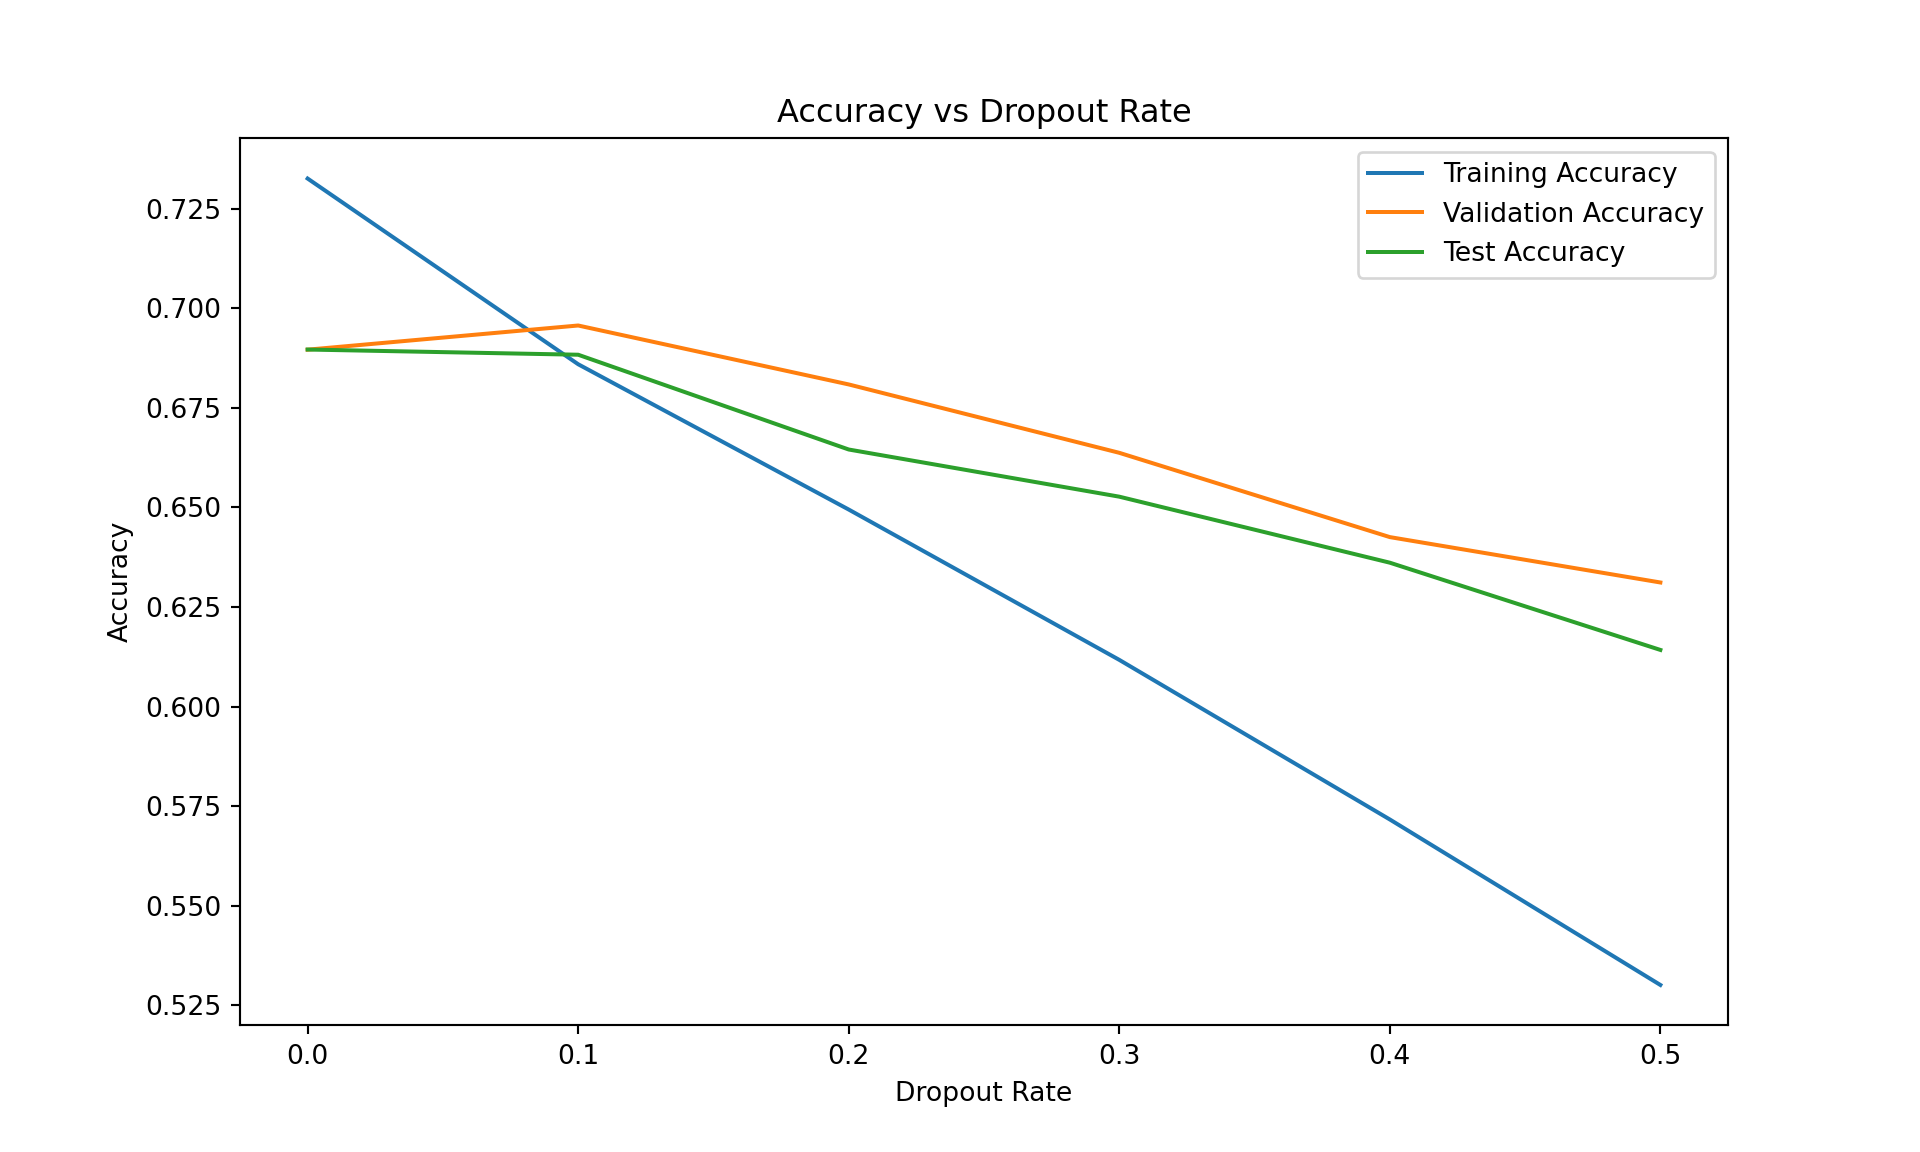 Accuracy vs Dropout Rate
Training Accuracy
Validation Accuracy
Test Accuracy
Accuracy
0.725
0.700
0.675
0.650
0.625
0.600
0.575
0.550
0.525
0.0 0.1 0.2 0.3 0.4 0.5
Dropout Rate